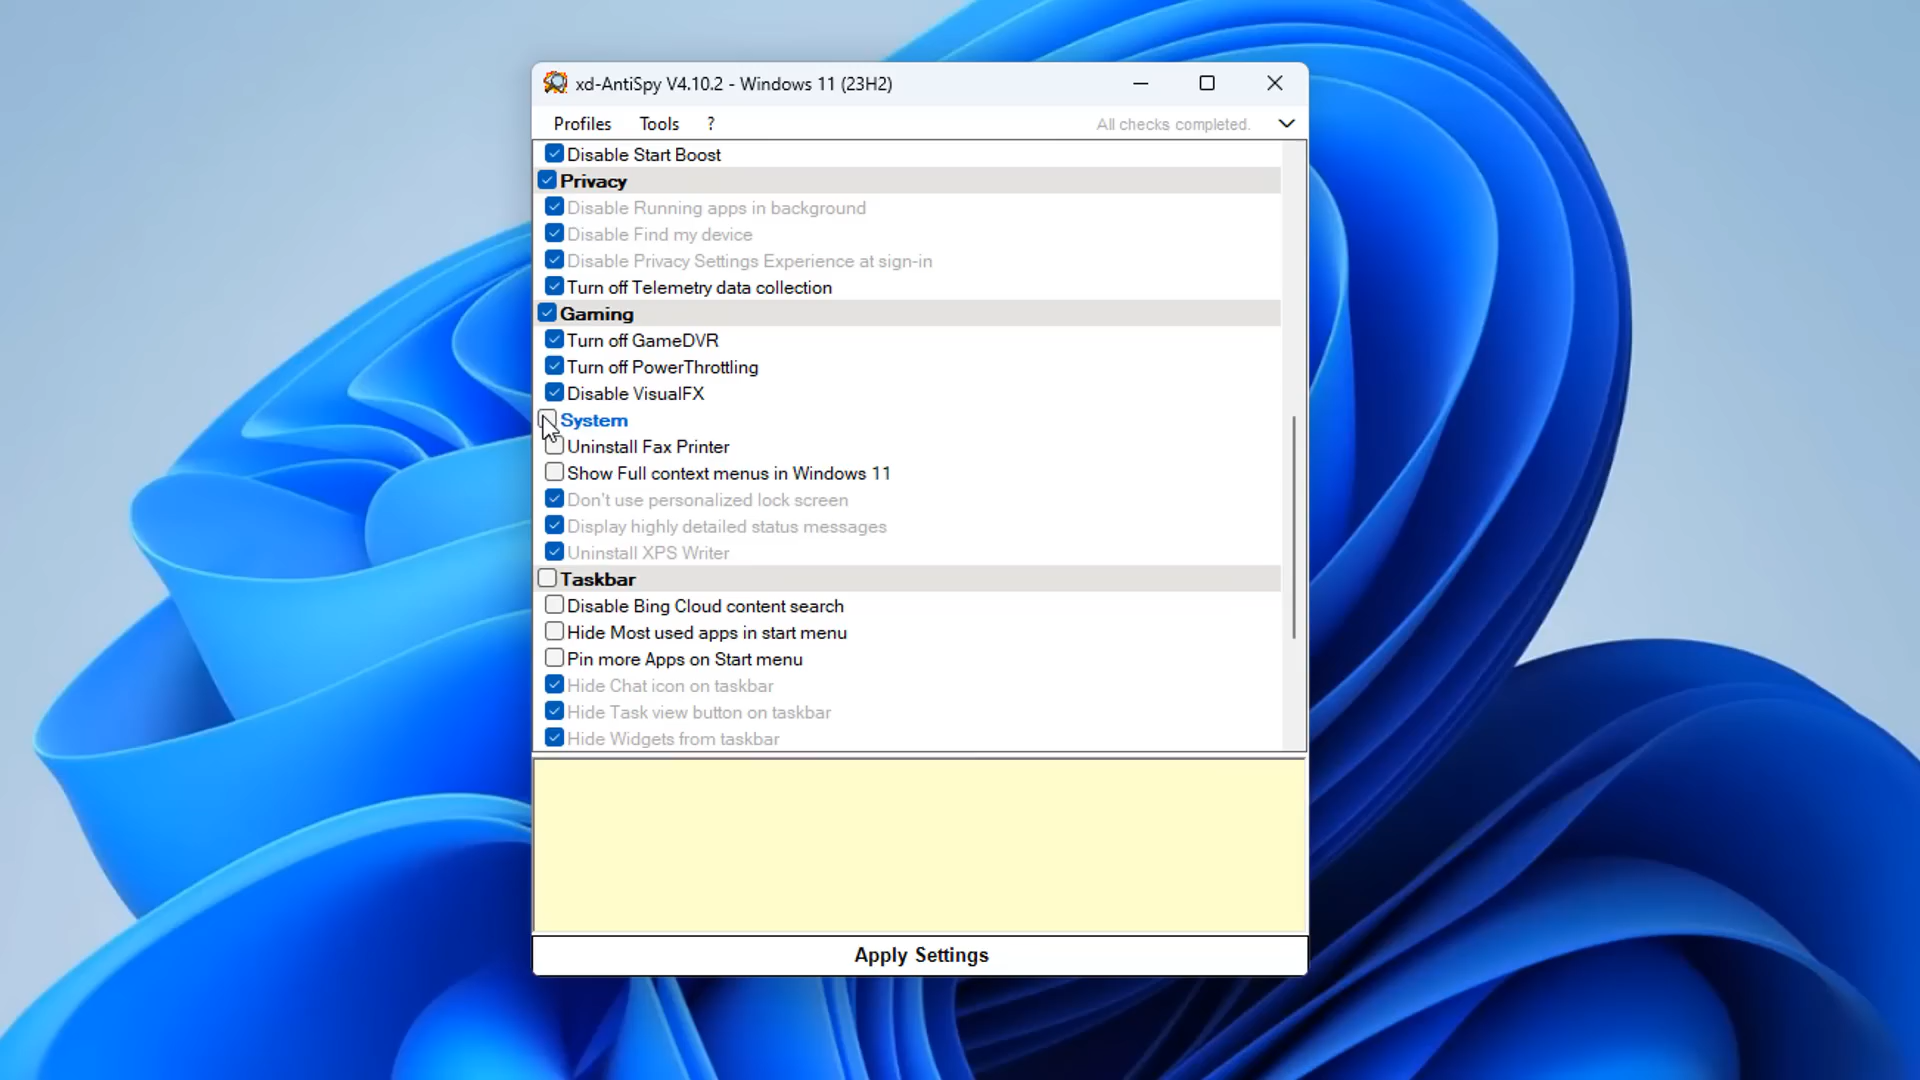 xd-AntiSpy V4.10.2 - Windows 11 (23H2)
Profiles Tools ? All checks completed.
Disable Start Boost
Privacy
Disable Running apps in background
Disable Find my device
Disable Privacy Settings Experience at sign-in
Turn off Telemetry data collection
Gaming
Turn off GameDVR
Turn off PowerThrottling
Disable VisualFX
System
Uninstall Fax Printer
Show Full context menus in Windows 11
Don't use personalized lock screen
Display highly detailed status messages
Uninstall XPS Writer
Taskbar
Disable Bing Cloud content search
Hide Most used apps in start menu
Pin more Apps on Start menu
Hide Chat icon on taskbar
Hide Task view button on taskbar
Hide Widgets from taskbar
Apply Settings